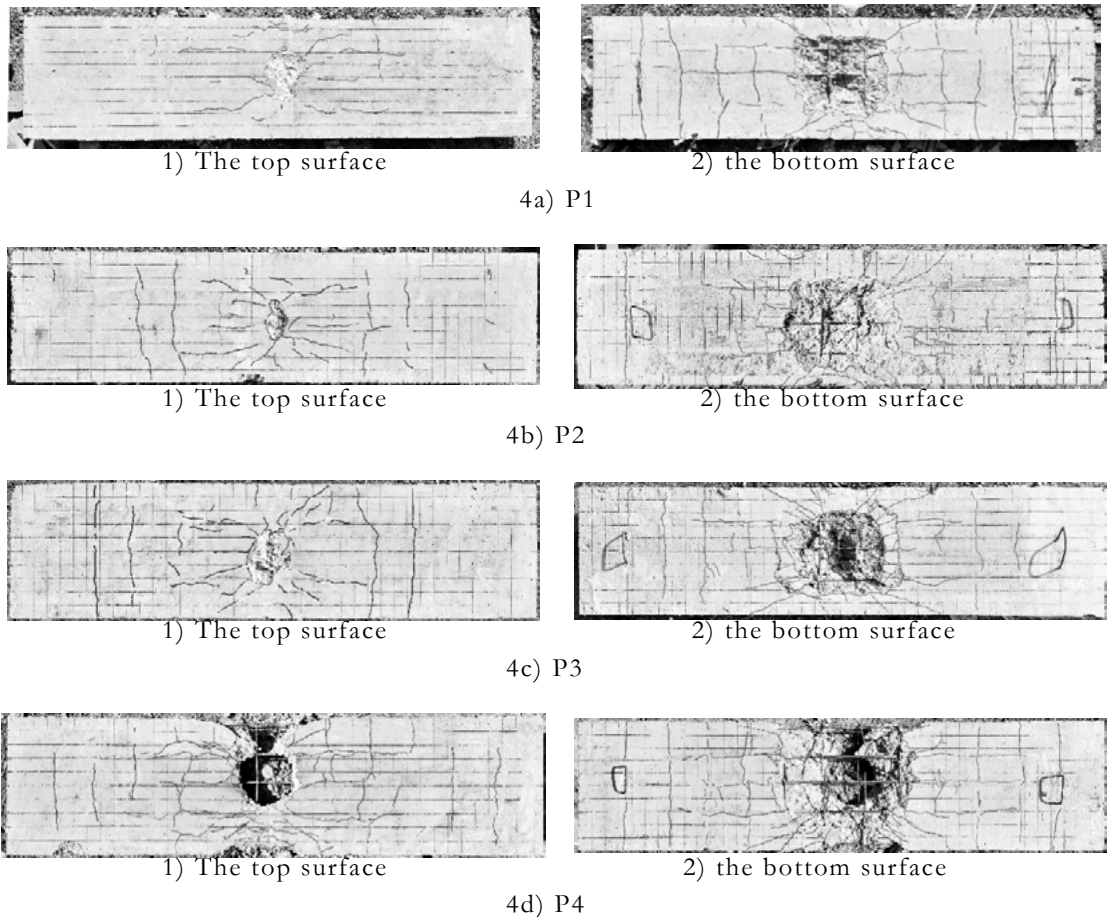 1) The top surface 2) the bottom surface
4a) P1
1) The top surface 2) the bottom surface
4b) P2
1) The top surface 2) the bottom surface
4c) P3
1) The top surface 2) the bottom surface
4d) P4